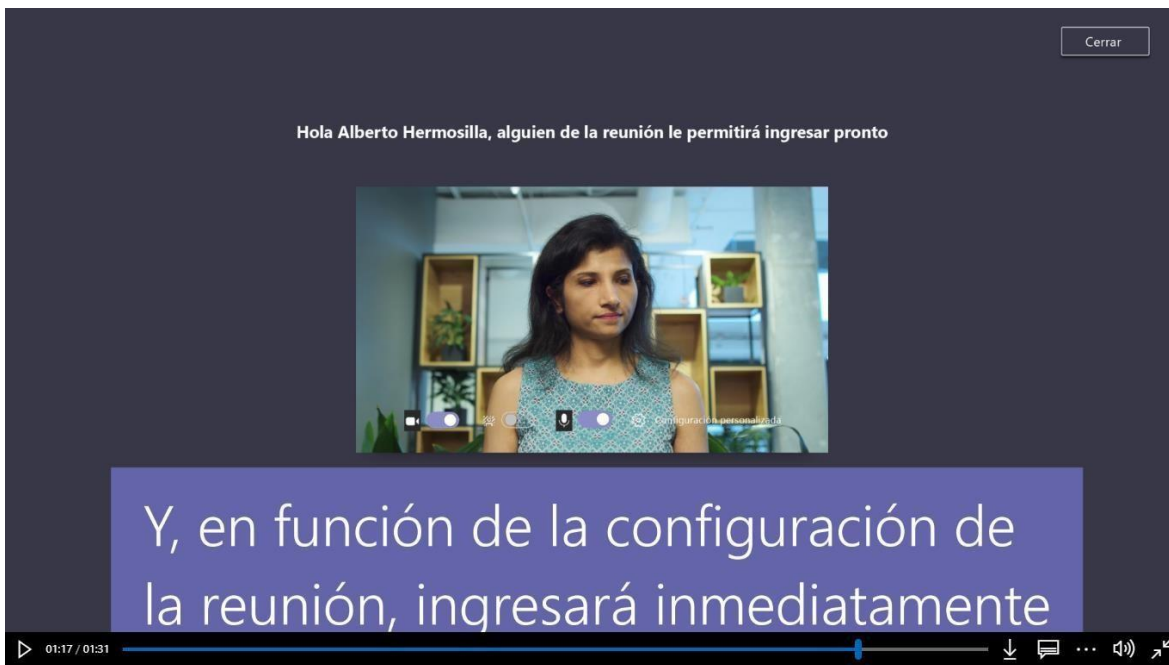 Cerrar
Hola Alberto Hermosilla, alguien de la reunión le permitirá ingresar pronto
Configuración personalizada
Y, en función de la configuración de
la reunión, ingresará inmediatamente
01:17 / 01:31